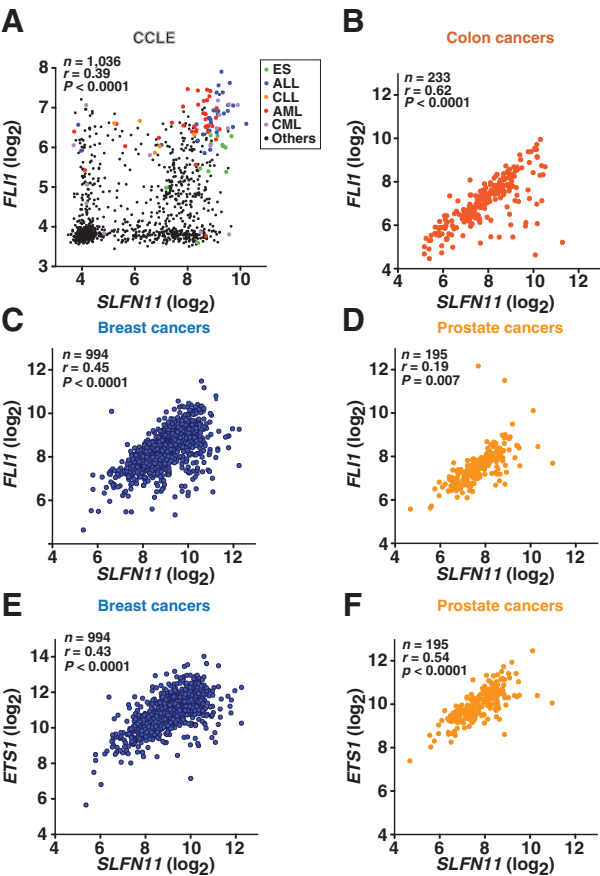 A
CCLE
n = 1,036
r = 0.39
P < 0.0001
8
7
6
5
4
3
FLI1 (log2)
4 6 8 10
SLFN11 (log2)
ES
ALL
CLL
AML
CML
Others
B
Colon cancers
n = 233
r = 0.62
P < 0.0001
12
10
8
6
4
FLI1 (log2)
4 6 8 10 12
SLFN11 (log2)
C
Breast cancers
n = 994
r = 0.45
P < 0.0001
12
10
8
6
4
FLI1 (log2)
4 6 8 10 12
SLFN11 (log2)
D
Prostate cancers
n = 195
r = 0.19
P = 0.007
12
10
8
6
4
FLI1 (log2)
4 6 8 10 12
SLFN11 (log2)
E
Breast cancers
n = 994
r = 0.43
P < 0.0001
14
12
10
8
6
4
ETS1 (log2)
4 6 8 10 12
SLFN11 (log2)
F
Prostate cancers
n = 195
r = 0.54
p < 0.0001
12
10
8
6
4
ETS1 (log2)
4 6 8 10 12
SLFN11 (log2)